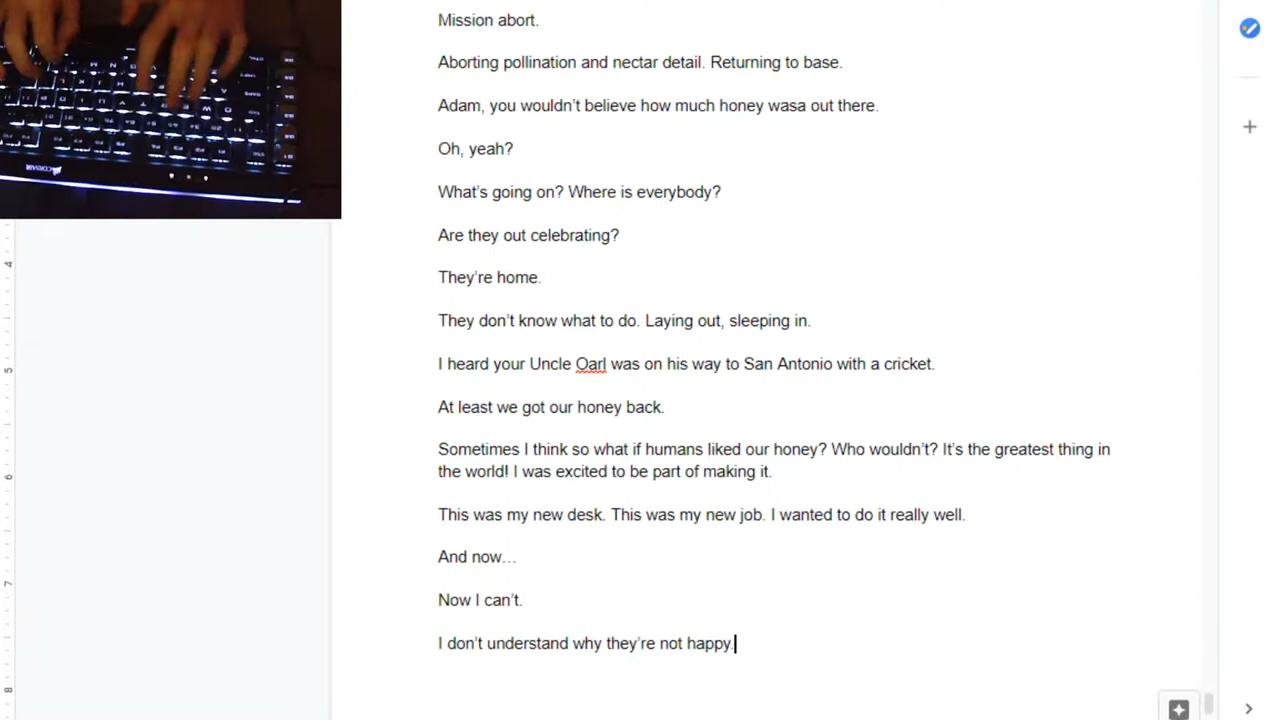 Mission abort.
Aborting pollination and nectar detail. Returning to base.
Adam, you wouldn’t believe how much honey wasa out there.
Oh, yeah?
What’s going on? Where is everybody?
Are they out celebrating?
They’re home.
They don’t know what to do. Laying out, sleeping in.
I heard your Uncle Oarl was on his way to San Antonio with a cricket.
At least we got our honey back.
Sometimes I think so what if humans liked our honey? Who wouldn’t? It’s the greatest thing in
the world! I was excited to be part of making it.
This was my new desk. This was my new job. I wanted to do it really well.
And now…
Now I can’t.
I don’t understand why they’re not happy.
4
5
6
7
8
CORSAIR